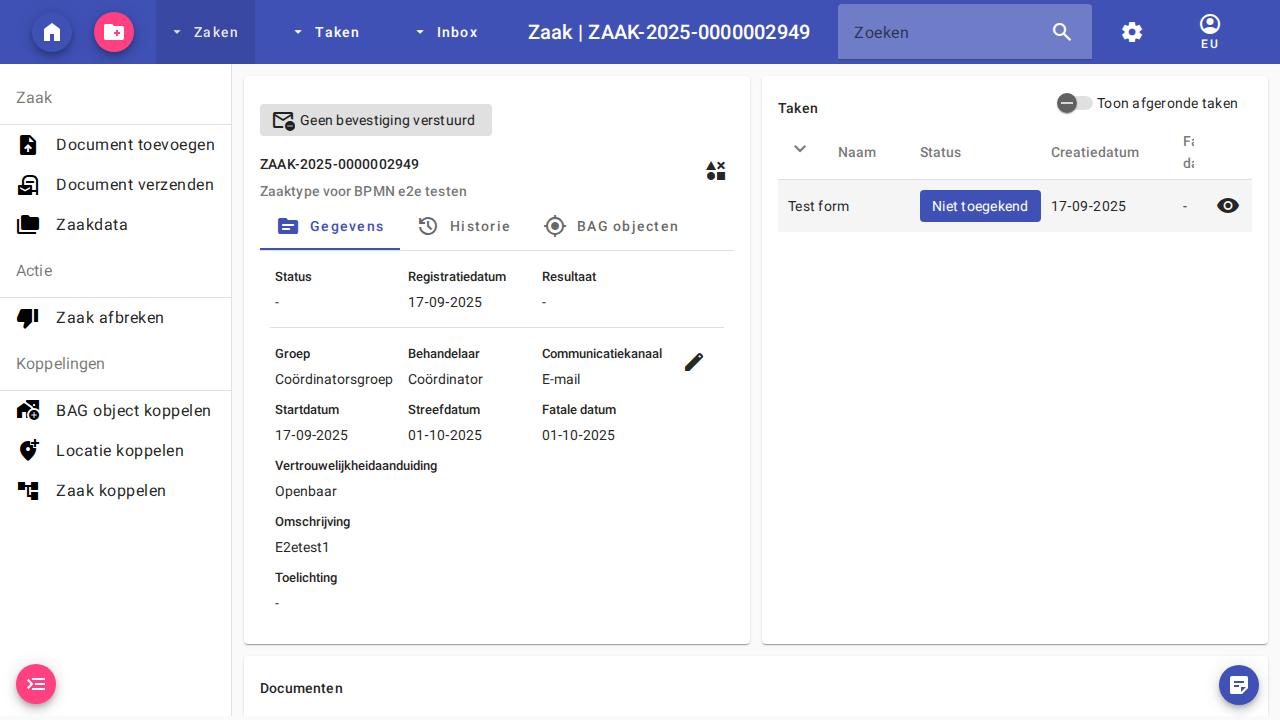 Zaken
Taken
Inbox
Zaak | ZAAK-2025-0000002949
Zoeken
EU
Zaak
Document toevoegen
Document verzenden
Zaakdata
Actie
Zaak afbreken
Koppelingen
BAG object koppelen
Locatie koppelen
Zaak koppelen
Geen bevestiging verstuurd
ZAAK-2025-0000002949
Zaaktype voor BPMN e2e testen
Gegevens Historie BAG objecten
Status Registratiedatum Resultaat
- 17-09-2025 -
Groep Behandelaar Communicatiekanaal
Coördinatorsgroep Coördinator E-mail
Startdatum Streefdatum Fatale datum
17-09-2025 01-10-2025 01-10-2025
Vertrouwelijkheidaanduiding
Openbaar
Omschrijving
E2etest1
Toelichting
-
Taken
Toon afgeronde taken
Naam Status Creatiedatum
Test form Niet toegekend 17-09-2025 -
Documenten